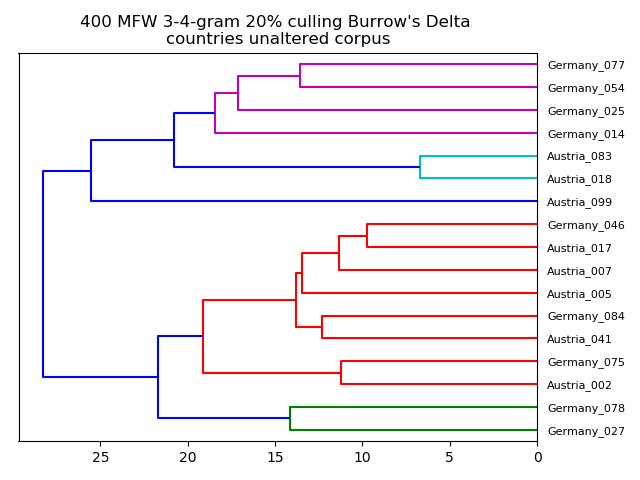 400 MFW 3-4-gram 20% culling Burrow's Delta
countries unaltered corpus
Germany_077
Germany_054
Germany_025
Germany_014
Austria_083
Austria_018
Austria_099
Germany_046
Austria_017
Austria_007
Austria_005
Germany_084
Austria_041
Germany_075
Austria_002
Germany_078
Germany_027
25 20 15 10 5 0